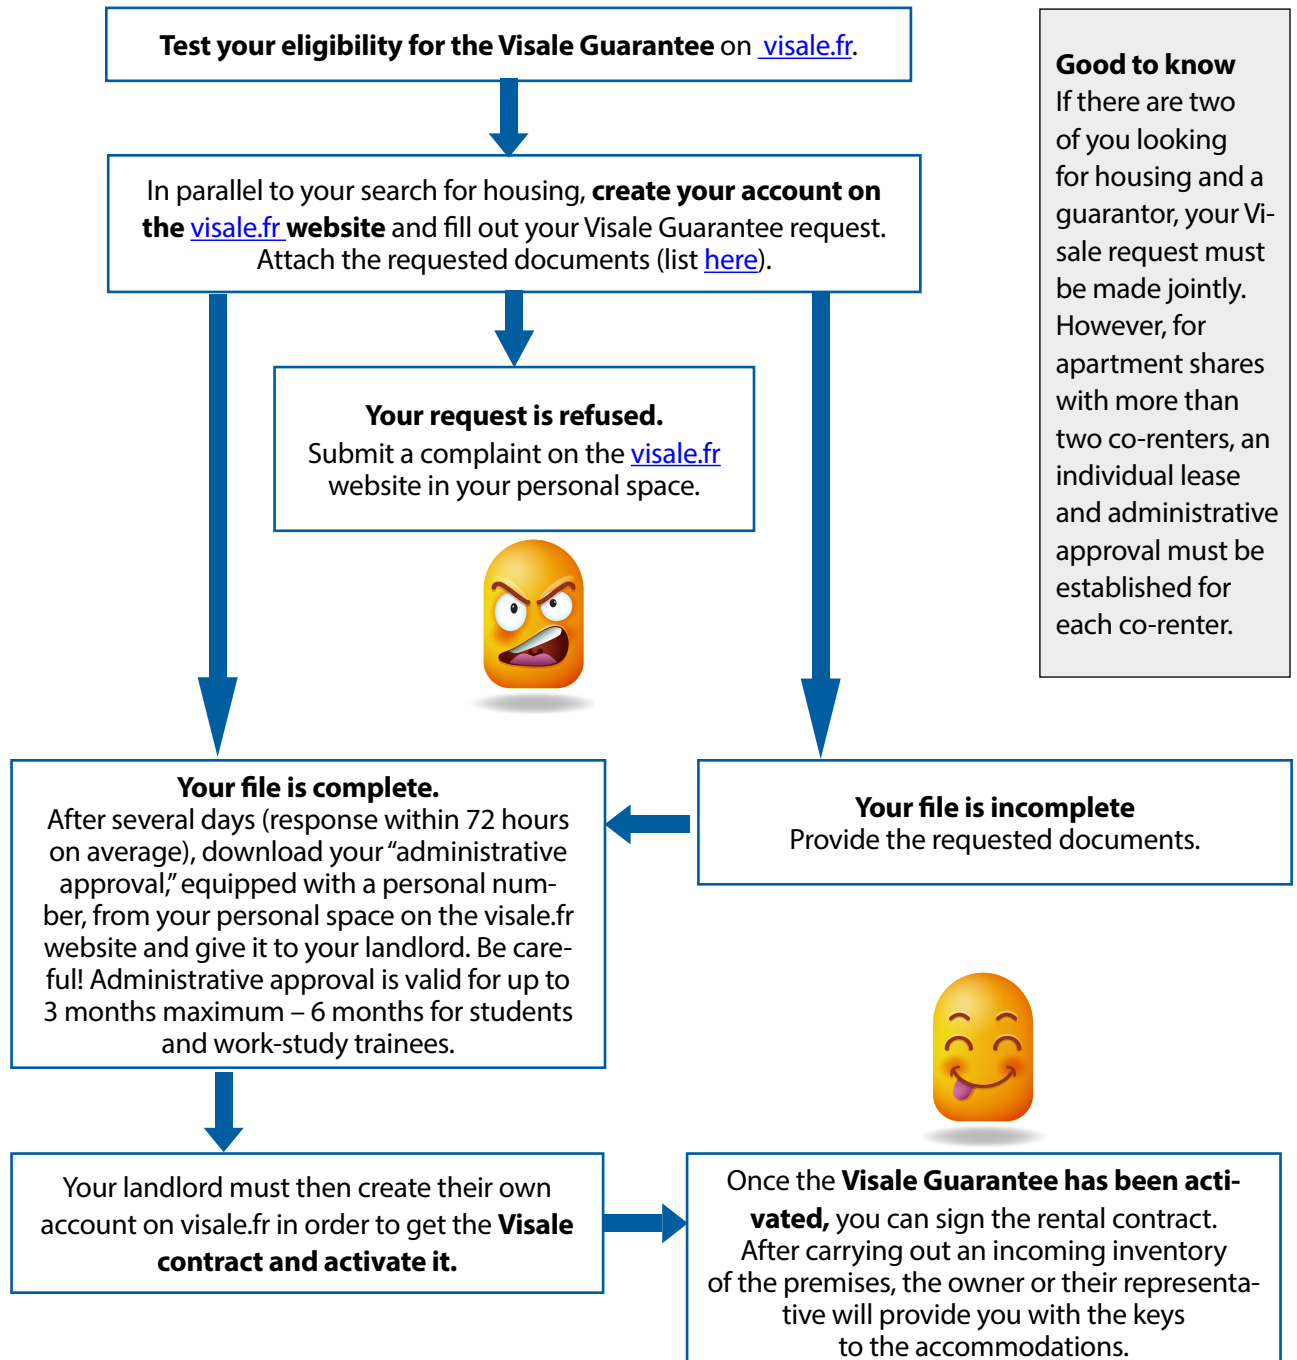 Test your eligibility for the Visale Guarantee on visale.fr.
In parallel to your search for housing, create your account on
the visale.fr website and fill out your Visale Guarantee request.
Attach the requested documents (list here).
Your request is refused.
Submit a complaint on the visale.fr
website in your personal space.
Your file is complete.
After several days (response within 72 hours
on average), download your “administrative
approval,” equipped with a personal num-
ber, from your personal space on the visale.fr
website and give it to your landlord. Be care-
ful! Administrative approval is valid for up to
3 months maximum – 6 months for students
and work-study trainees.
Your file is incomplete
Provide the requested documents.
Your landlord must then create their own
account on visale.fr in order to get the Visale
contract and activate it.
Once the Visale Guarantee has been acti-
vated, you can sign the rental contract.
After carrying out an incoming inventory
of the premises, the owner or their representa-
tive will provide you with the keys
to the accommodations.
Good to know
If there are two
of you looking
for housing and a
guarantor, your Vi-
sale request must
be made jointly.
However, for
apartment shares
with more than
two co-renters, an
individual lease
and administrative
approval must be
established for
each co-renter.